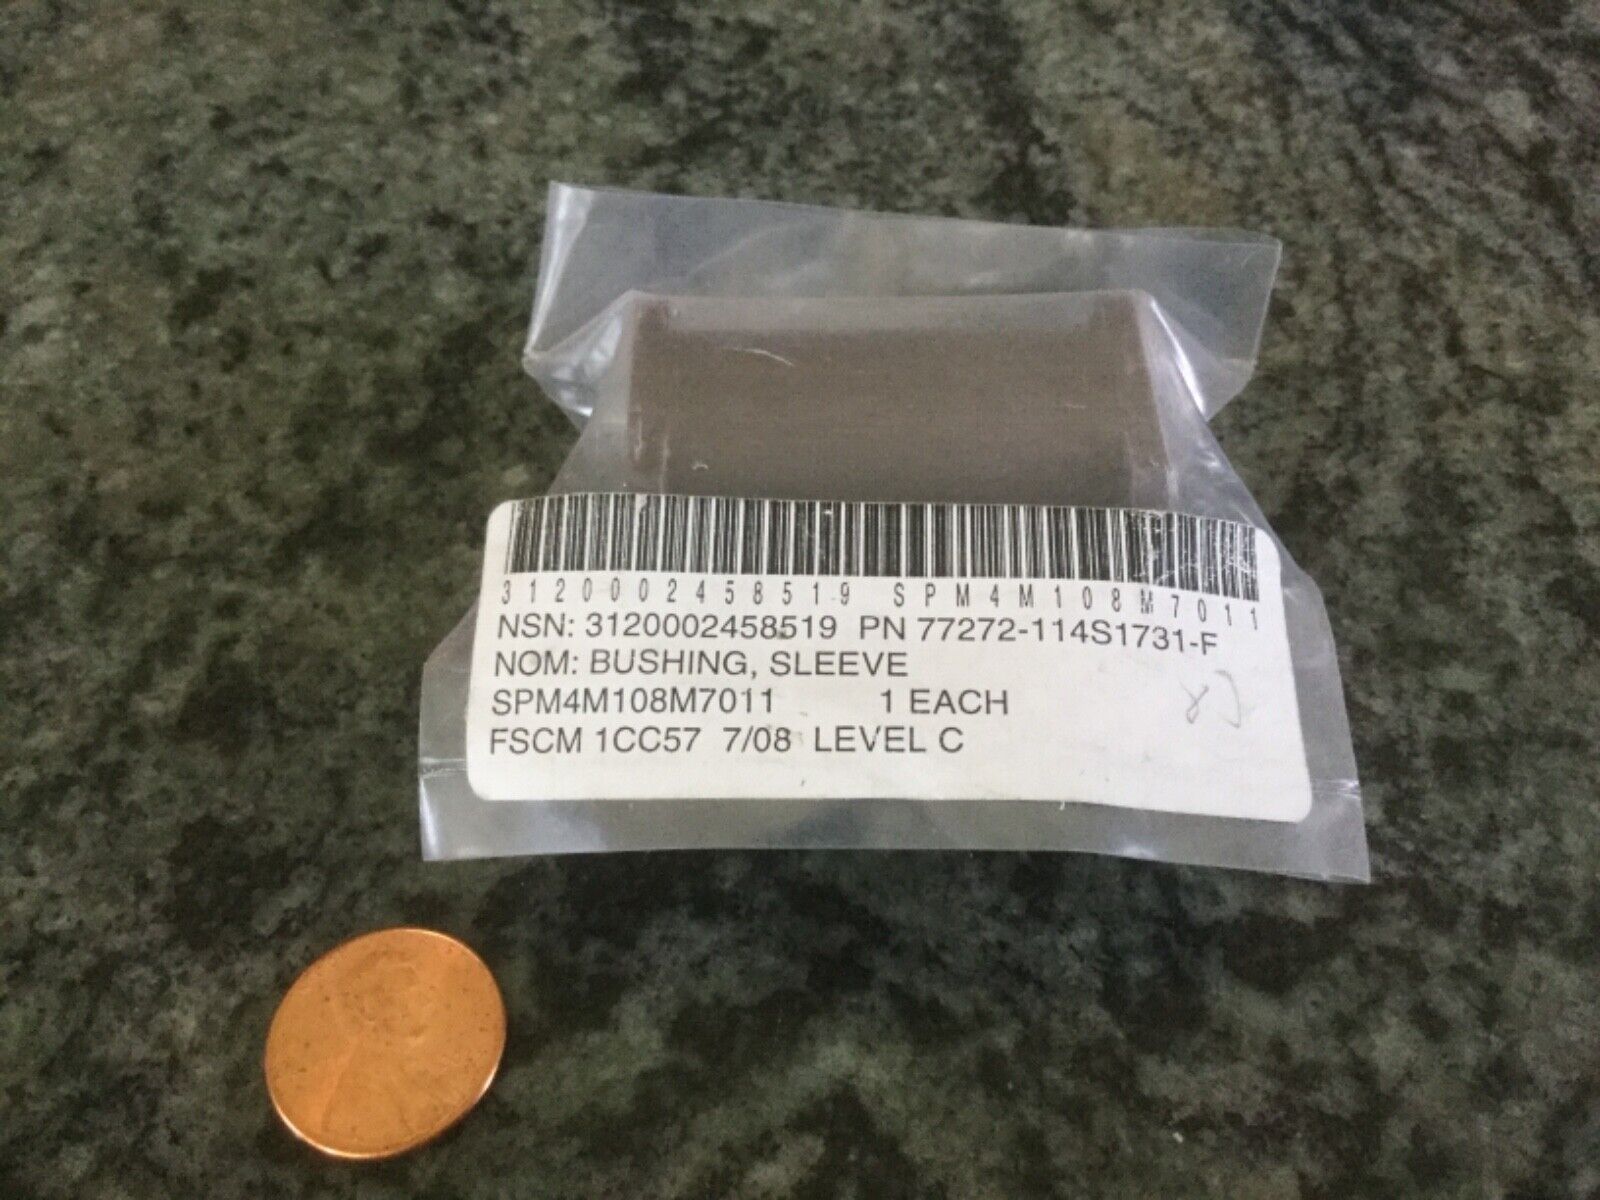 3120002458519 SPM4M108M7011
NSN: 3120002458519 PN 77272-114S1731-F
NOM: BUSHING, SLEEVE
SPM4M108M7011 1 EACH
FSCM 1CC57 7/08 LEVEL C